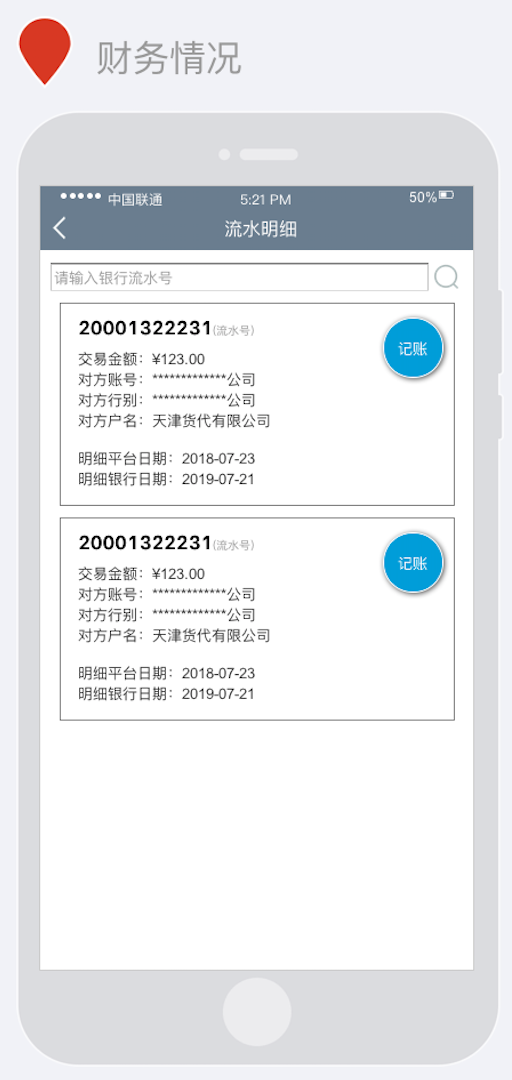 财务情况
中国联通 5:21 PM 50%
流水明细
请输入银行流水号
20001322231(流水号)
记账
交易金额：¥123.00
对方账号：*************公司
对方行别：*************公司
对方户名：天津货代有限公司
明细平台日期：2018-07-23
明细银行日期：2019-07-21
20001322231(流水号)
记账
交易金额：¥123.00
对方账号：*************公司
对方行别：*************公司
对方户名：天津货代有限公司
明细平台日期：2018-07-23
明细银行日期：2019-07-21